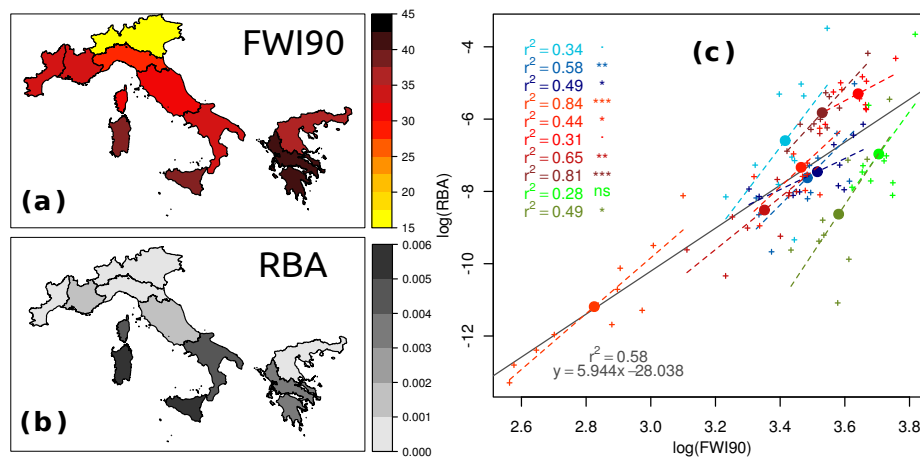 FWI90
(a)
45
40
35
30
25
20
15
RBA
(b)
0.006
0.005
0.004
0.003
0.002
0.001
0.000
(c)
r² = 0.34 ·
r² = 0.58 **
r² = 0.49 *
r² = 0.84 ***
r² = 0.44 *
r² = 0.31 ·
r² = 0.65 **
r² = 0.81 ***
r² = 0.28 ns
r² = 0.49 *
log(RBA)
-4
-6
-8
-10
-12
r² = 0.58
y = 5.944x−28.038
2.6 2.8 3.0 3.2 3.4 3.6 3.8
log(FWI90)